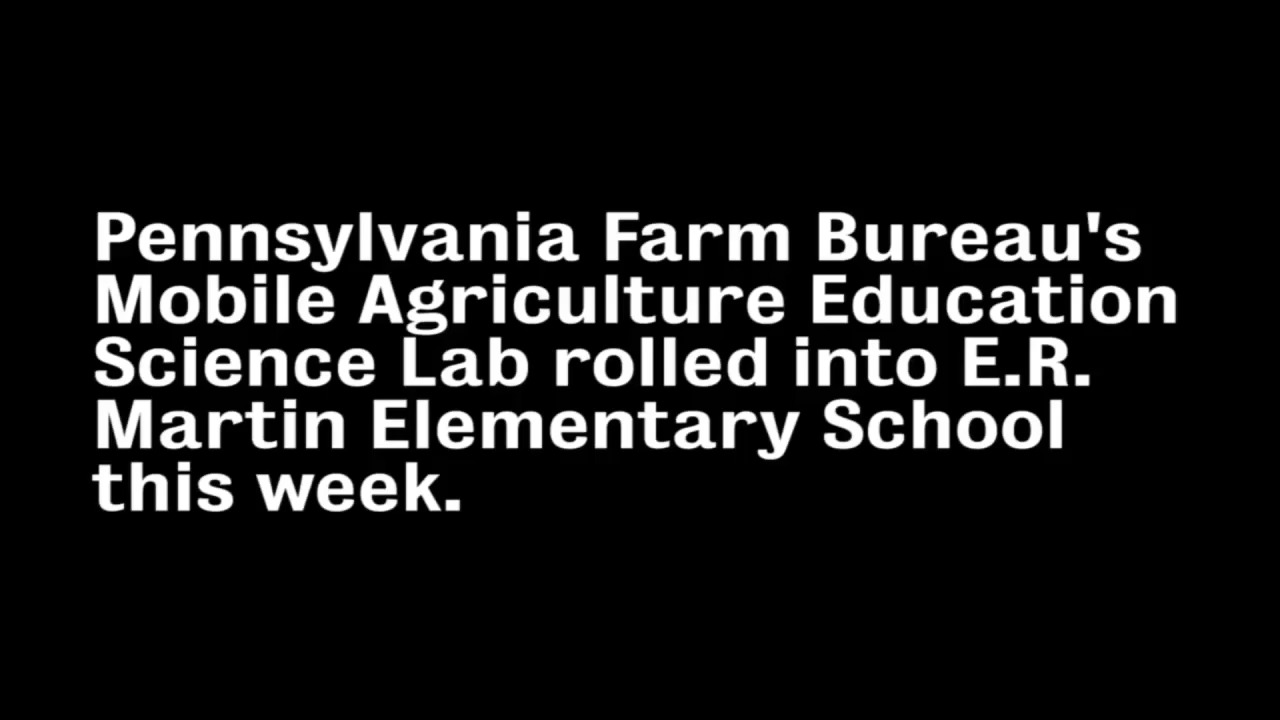 Pennsylvania Farm Bureau's
Mobile Agriculture Education
Science Lab rolled into E.R.
Martin Elementary School
this week.